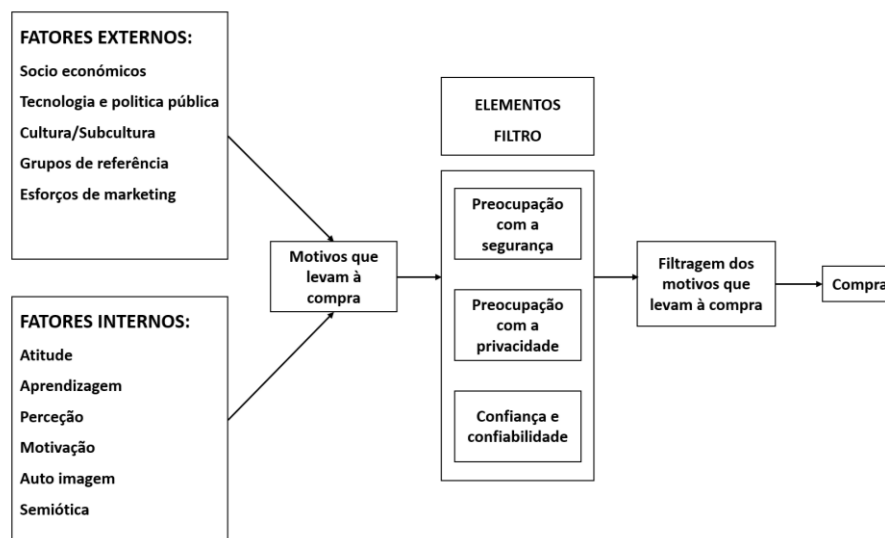 FATORES EXTERNOS:
Socio económicos
Tecnologia e politica pública
Cultura/Subcultura
Grupos de referência
Esforços de marketing
FATORES INTERNOS:
Atitude
Aprendizagem
Perceção
Motivação
Auto imagem
Semiótica
Motivos que
levam à
compra
ELEMENTOS
FILTRO
Preocupação
com a
segurança
Preocupação
com a
privacidade
Confiança e
confiabilidade
Filtragem dos
motivos que
levam à compra
Compra